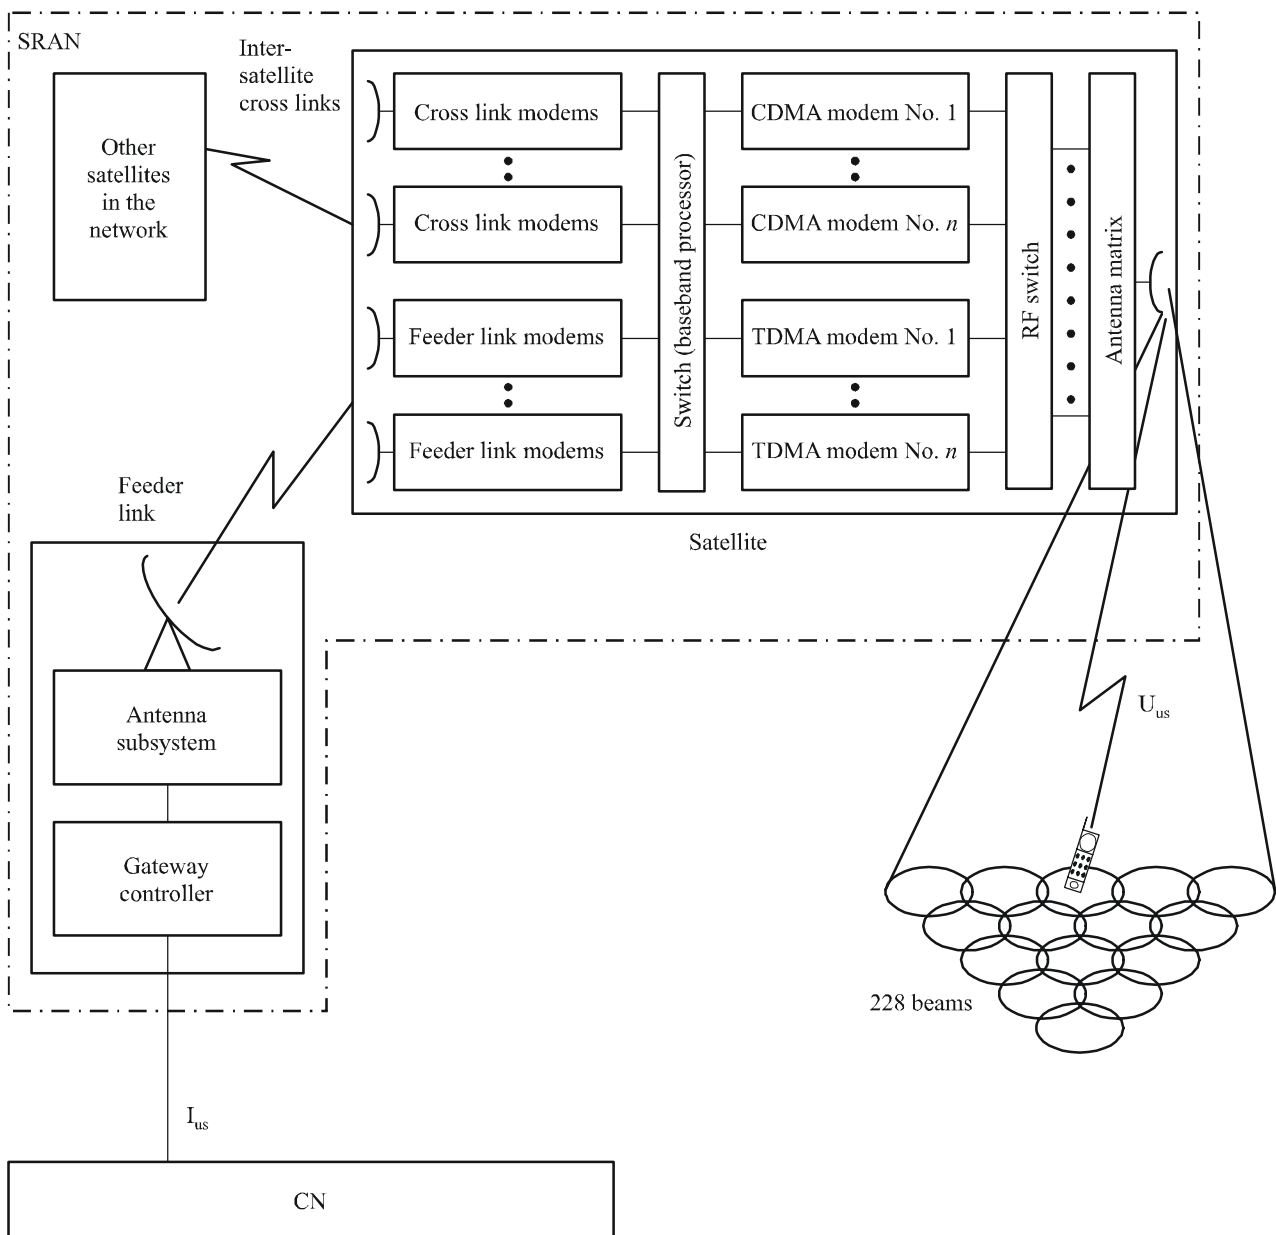 SRAN
Inter-
satellite
cross links
Other
satellites
in the
network
Cross link modems
Cross link modems
Feeder link modems
Feeder link modems
Switch (baseband processor)
CDMA modem No. 1
CDMA modem No. n
TDMA modem No. 1
TDMA modem No. n
RF switch
Antenna matrix
Satellite
Feeder
link
Antenna
subsystem
Gateway
controller
Uus
228 beams
Ius
CN